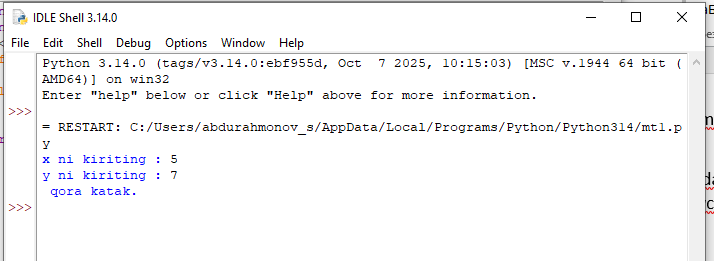 IDLE Shell 3.14.0
File Edit Shell Debug Options Window Help
Python 3.14.0 (tags/v3.14.0:ebf955d, Oct  7 2025, 10:15:03) [MSC v.1944 64 bit (
AMD64)] on win32
Enter "help" below or click "Help" above for more information.
>>>
= RESTART: C:/Users/abdurahmonov_s/AppData/Local/Programs/Python/Python314/mt1.p
y
x ni kiriting : 5
y ni kiriting : 7
 qora katak.
>>>